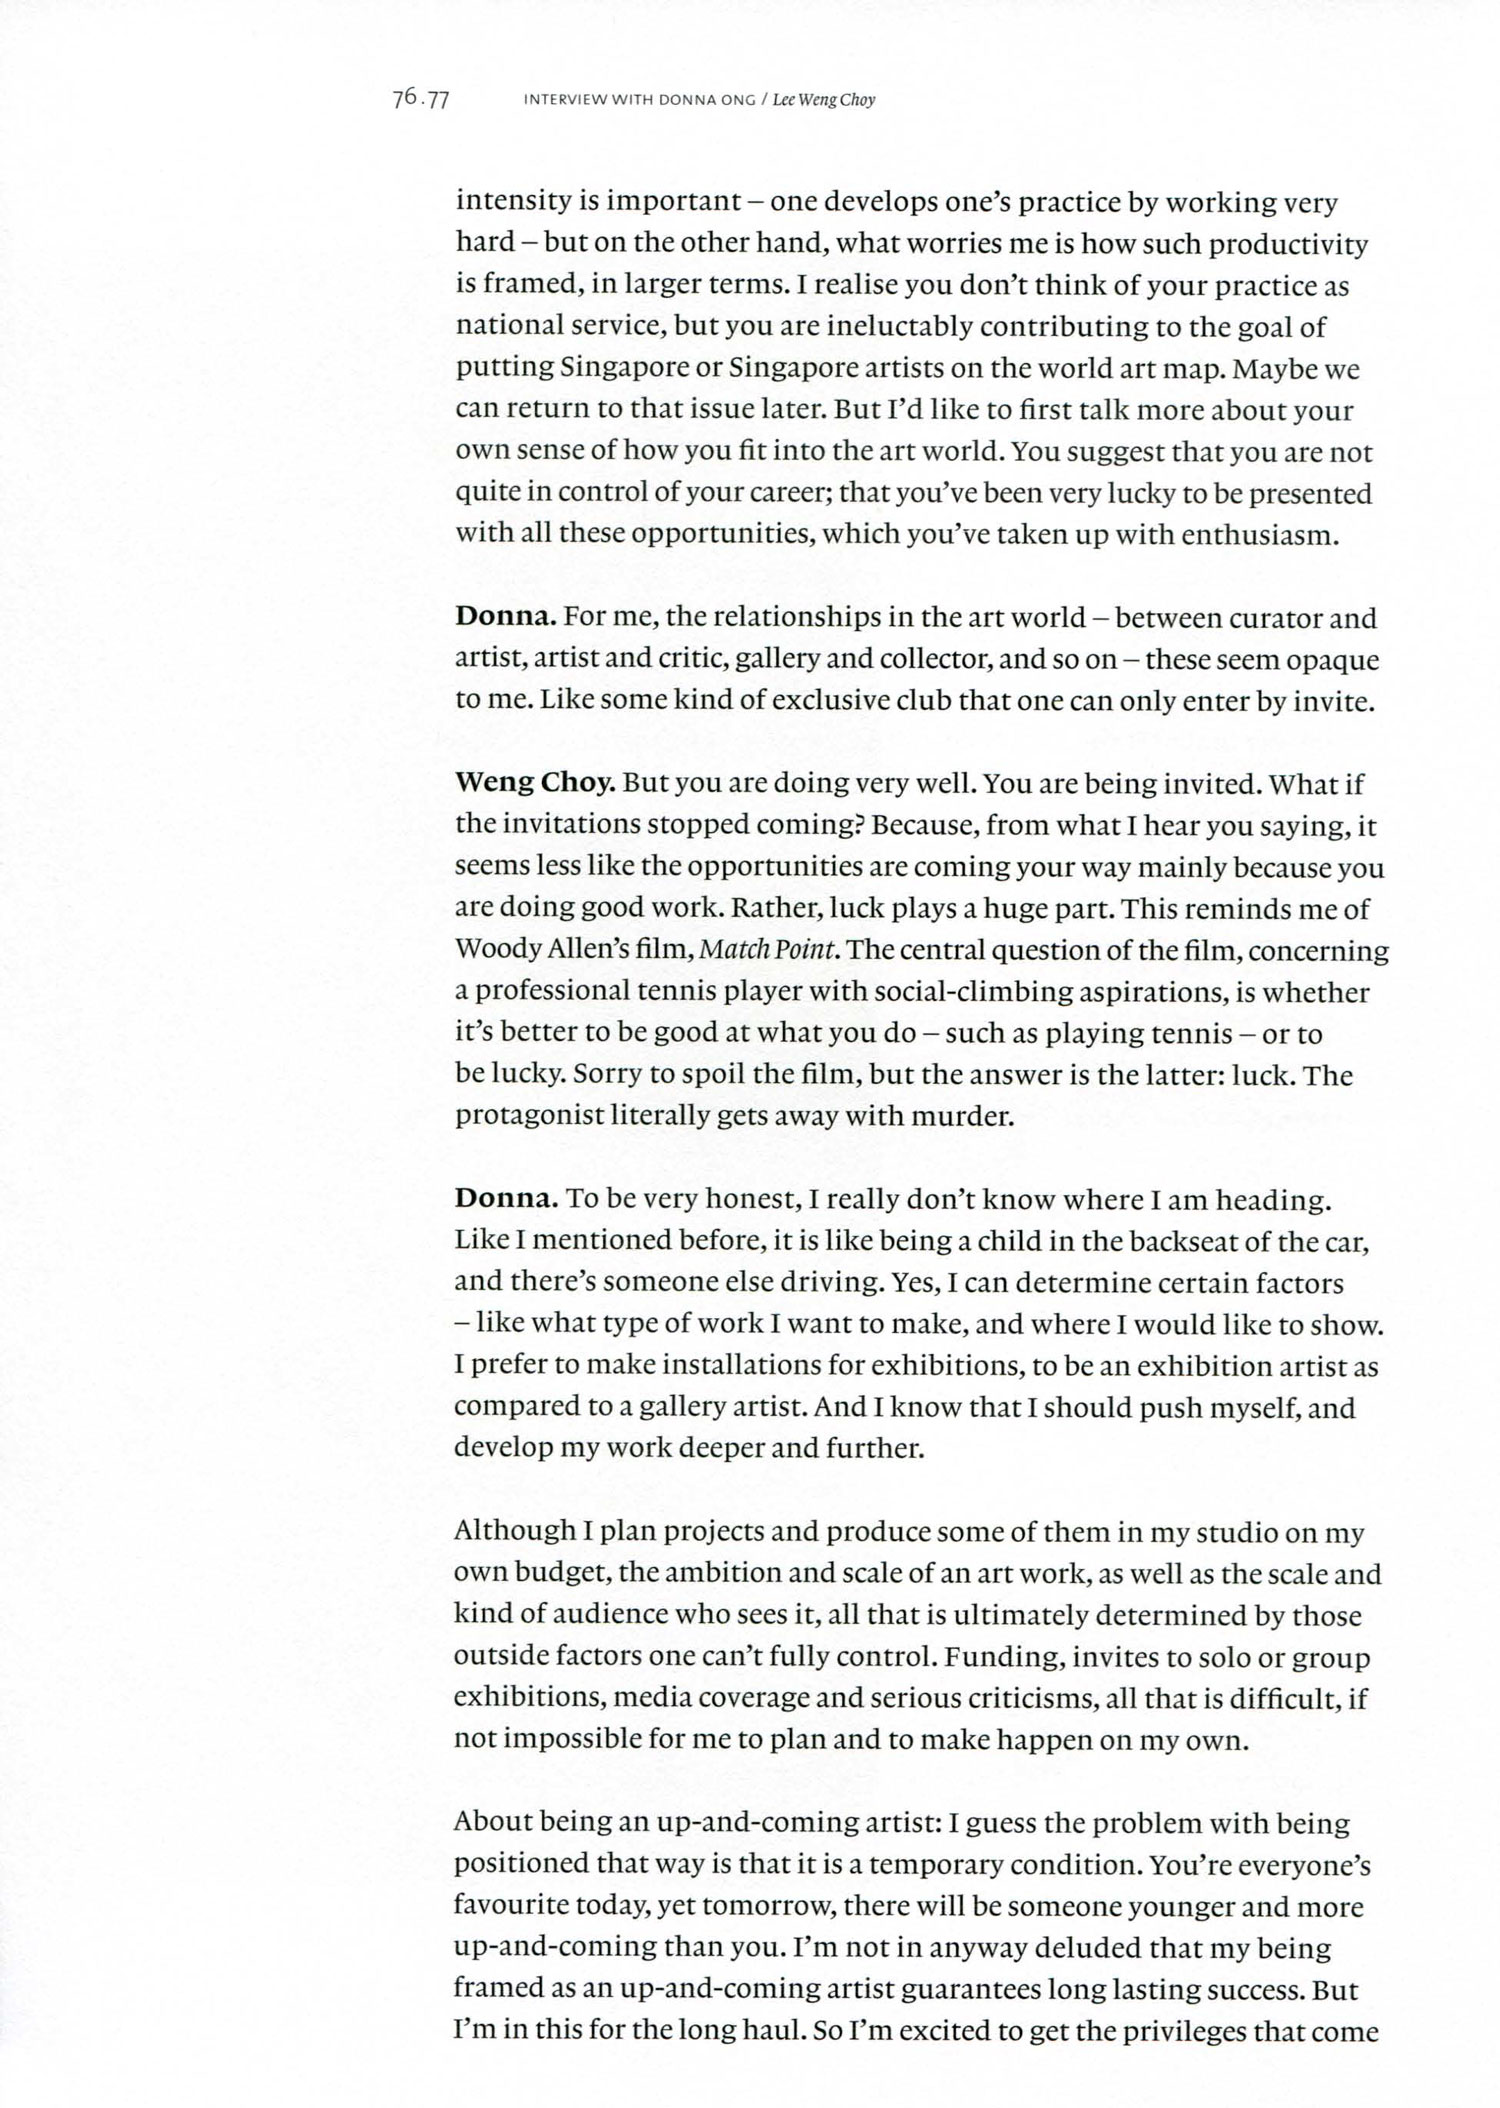 76.77 INTERVIEW WITH DONNA ONG / Lee Weng Choy
intensity is important – one develops one’s practice by working very
hard – but on the other hand, what worries me is how such productivity
is framed, in larger terms. I realise you don’t think of your practice as
national service, but you are ineluctably contributing to the goal of
putting Singapore or Singapore artists on the world art map. Maybe we
can return to that issue later. But I’d like to first talk more about your
own sense of how you fit into the art world. You suggest that you are not
quite in control of your career; that you’ve been very lucky to be presented
with all these opportunities, which you’ve taken up with enthusiasm.
Donna. For me, the relationships in the art world – between curator and
artist, artist and critic, gallery and collector, and so on – these seem opaque
to me. Like some kind of exclusive club that one can only enter by invite.
Weng Choy. But you are doing very well. You are being invited. What if
the invitations stopped coming? Because, from what I hear you saying, it
seems less like the opportunities are coming your way mainly because you
are doing good work. Rather, luck plays a huge part. This reminds me of
Woody Allen’s film, Match Point. The central question of the film, concerning
a professional tennis player with social-climbing aspirations, is whether
it’s better to be good at what you do – such as playing tennis – or to
be lucky. Sorry to spoil the film, but the answer is the latter: luck. The
protagonist literally gets away with murder.
Donna. To be very honest, I really don’t know where I am heading.
Like I mentioned before, it is like being a child in the backseat of the car,
and there’s someone else driving. Yes, I can determine certain factors
– like what type of work I want to make, and where I would like to show.
I prefer to make installations for exhibitions, to be an exhibition artist as
compared to a gallery artist. And I know that I should push myself, and
develop my work deeper and further.
Although I plan projects and produce some of them in my studio on my
own budget, the ambition and scale of an art work, as well as the scale and
kind of audience who sees it, all that is ultimately determined by those
outside factors one can’t fully control. Funding, invites to solo or group
exhibitions, media coverage and serious criticisms, all that is difficult, if
not impossible for me to plan and to make happen on my own.
About being an up-and-coming artist: I guess the problem with being
positioned that way is that it is a temporary condition. You’re everyone’s
favourite today, yet tomorrow, there will be someone younger and more
up-and-coming than you. I’m not in anyway deluded that my being
framed as an up-and-coming artist guarantees long lasting success. But
I’m in this for the long haul. So I’m excited to get the privileges that come